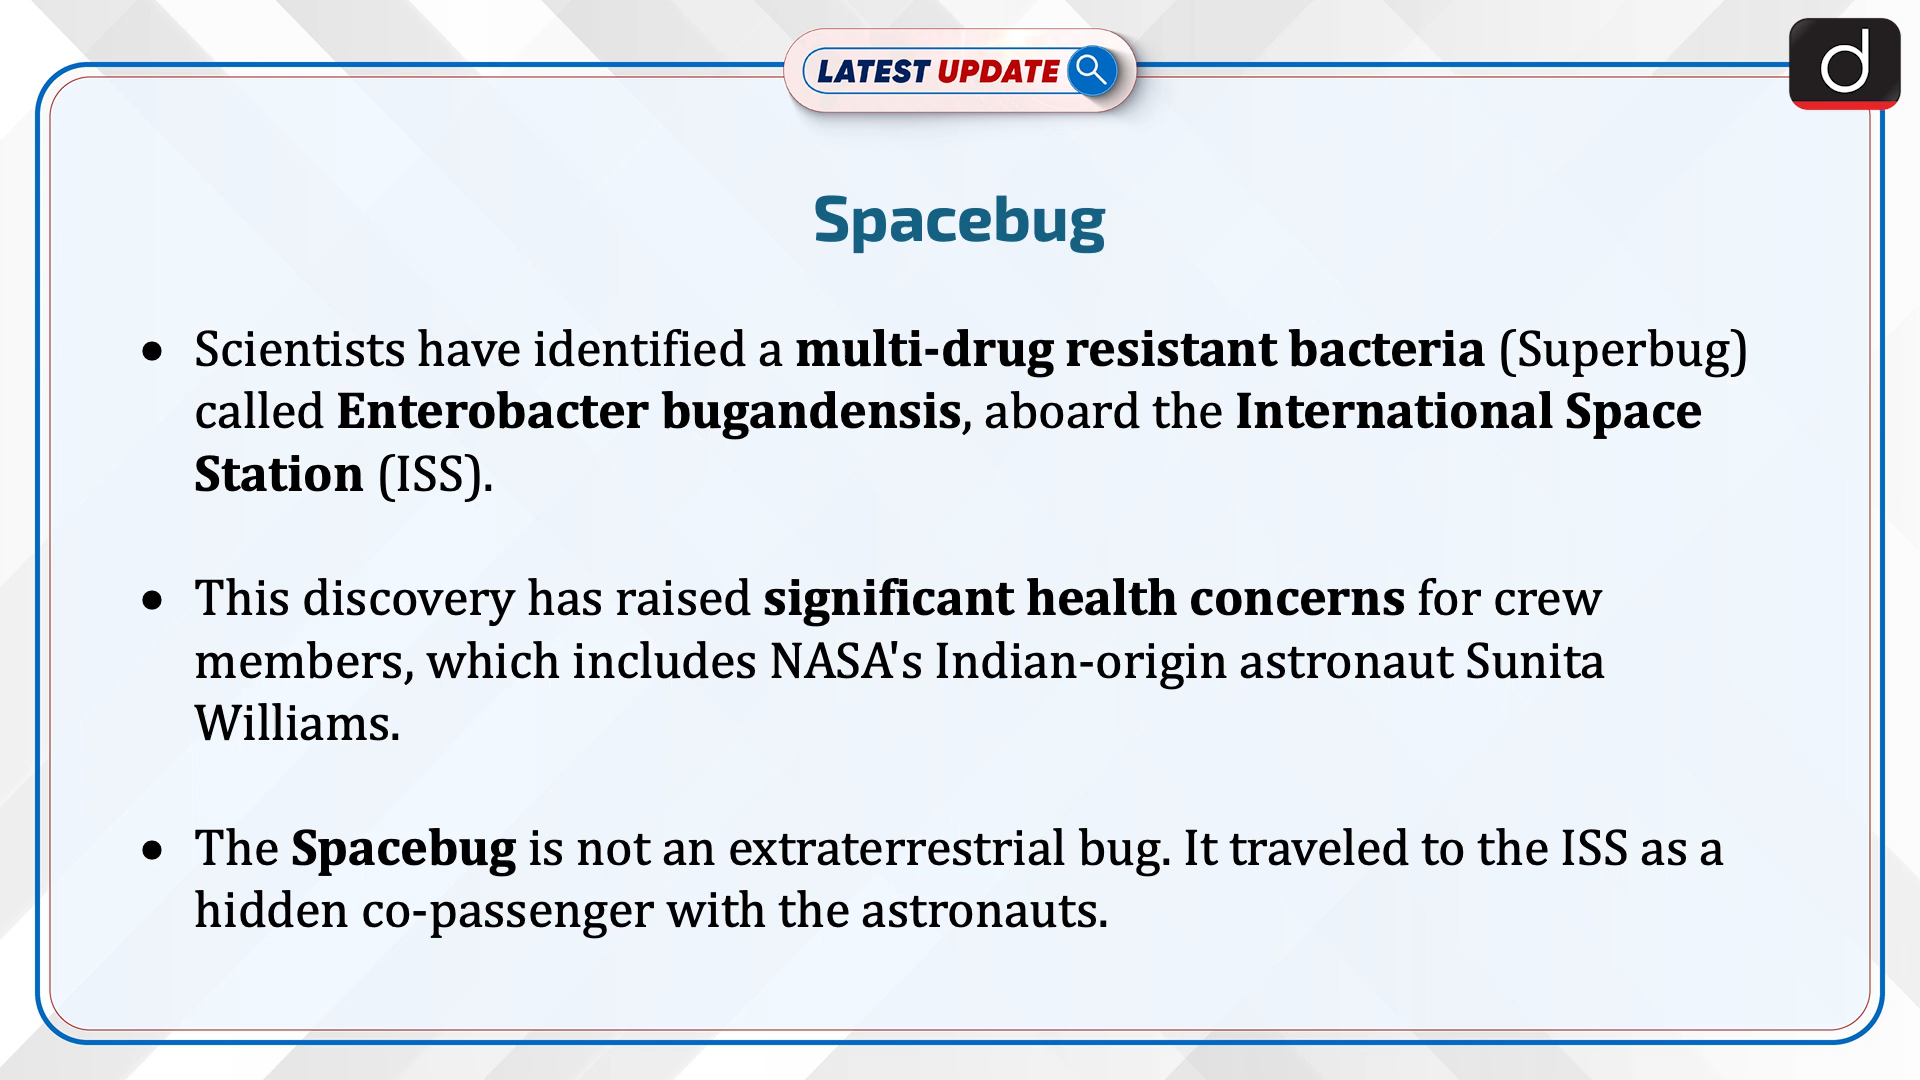 LATEST UPDATE
d
Spacebug
• Scientists have identified a multi-drug resistant bacteria (Superbug)
called Enterobacter bugandensis, aboard the International Space
Station (ISS).
• This discovery has raised significant health concerns for crew
members, which includes NASA's Indian-origin astronaut Sunita
Williams.
• The Spacebug is not an extraterrestrial bug. It traveled to the ISS as a
hidden co-passenger with the astronauts.